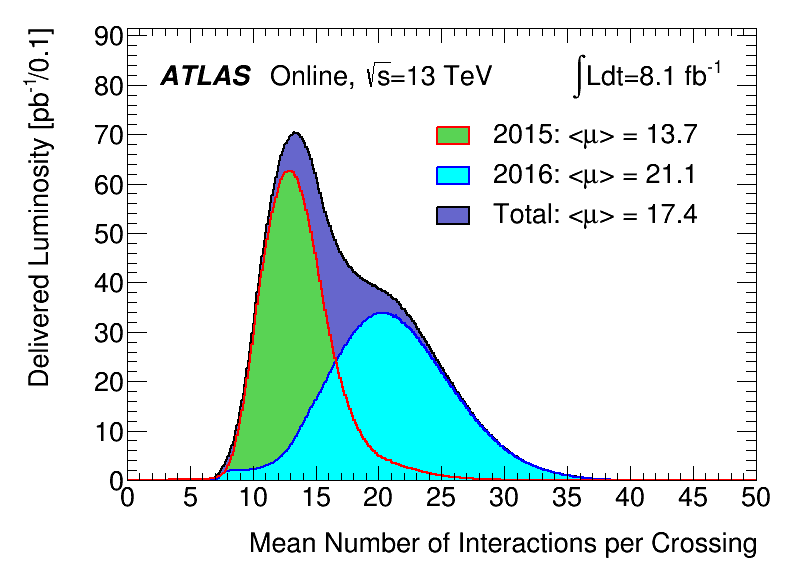 90
80
70
60
50
40
30
20
10
0
Delivered Luminosity [pb⁻¹/0.1]
ATLAS Online, √s=13 TeV ∫Ldt=8.1 fb⁻¹
2015: <μ> = 13.7
2016: <μ> = 21.1
Total: <μ> = 17.4
0 5 10 15 20 25 30 35 40 45 50
Mean Number of Interactions per Crossing